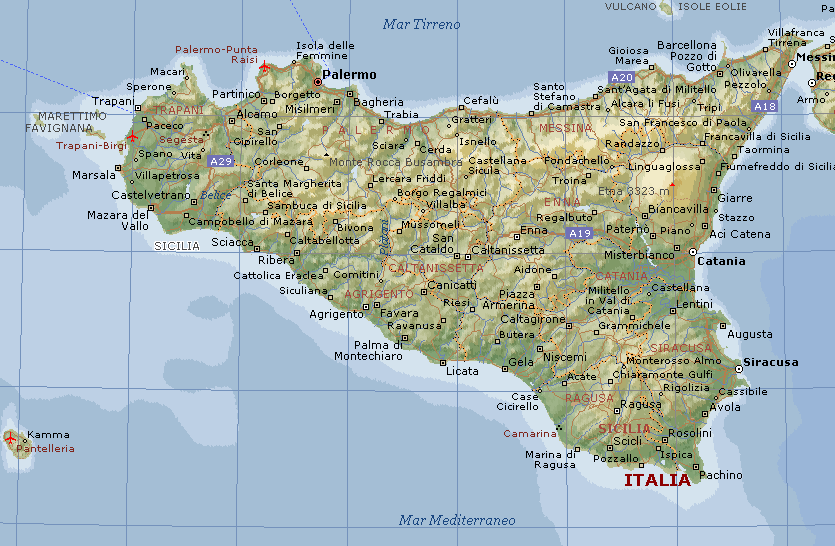 VULCANO
ISOLE EOLIE
Mar Tirreno
Villafranca
Tirrena
Palermo-Punta
Raisi
Isola delle
Femmine
Gioiosa
Marea
Barcellona
Pozzo di
Gotto
Macari
Sperone
Palermo
A20
Olivarella
Pezzolo
Armo
Trapani
TRAPANI
Partinico
Borgetto
Misilmeri
Bagheria
Trabia
Cefalù
Santo
Stefano
di Camastra
Sant'Agata di Militello
Alcara li Fusi
Tripi
A18
MARETTIMO
FAVIGNANA
Paceco
Alcamo
San
Cipirello
PALERMO
Gratteri
MESSINA
San Francesco di Paola
Trapani-Birgi
Segesta
Isnello
Randazzo
Francavilla di Sicilia
Spano
Vita
A29
Corleone
Monte Rocca Busambra
Sciara
Cerda
Castellana
Sicula
Fondachello
Linguaglossa
Taormina
Marsala
Villapetrosa
Lercara Friddi
Troina
Fiumefreddo di Sicilia
Castelvetrano
Belice
Santa Margherita
di Belice
Borgo Regalmici
Etna 3323 m
Giarre
Mazara del
Vallo
Campobello di Mazara
Sambuca di Sicilia
Villalba
ENNA
Regalbuto
Biancavilla
Stazzo
Bivona
Platani
Mussomeli
Enna
A19
Paterno
Piano
Aci Catena
SICILIA
Sciacca
Caltabellotta
San
Cataldo
Caltanissetta
Misterbianco
Catania
Ribera
Cattolica Eraclea
Comitini
CALTANISSETTA
Aidone
CATANIA
Siculiana
AGRIGENTO
Canicatti
Piazza
Armerina
Militello
in Val di
Catania
Castellana
Agrigento
Favara
Riesi
Lentini
Ravanusa
Caltagirone
Grammichele
Augusta
Palma di
Montechiaro
Butera
Niscemi
SIRACUSA
Monterosso Almo
Siracusa
Licata
Gela
Acate
Chiaramonte Gulfi
Rigolizia
Cassibile
Case
Cicirello
RAGUSA
Ragusa
Avola
Kamma
Pantelleria
Camarina
SICILIA
Scicli
Rosolini
Marina di
Ragusa
Pozzallo
Ispica
Pachino
ITALIA
Mar Mediterraneo